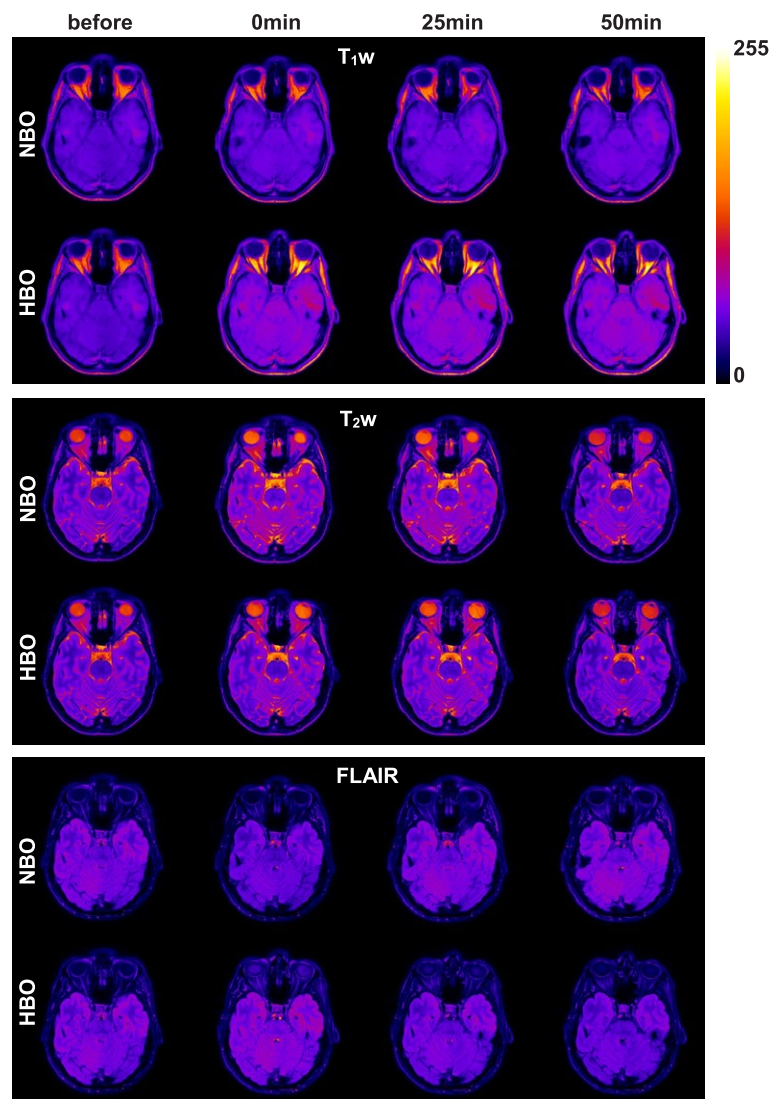 before 0min 25min 50min
T₁w
255
NBO
HBO
0
T₂w
NBO
HBO
FLAIR
NBO
HBO